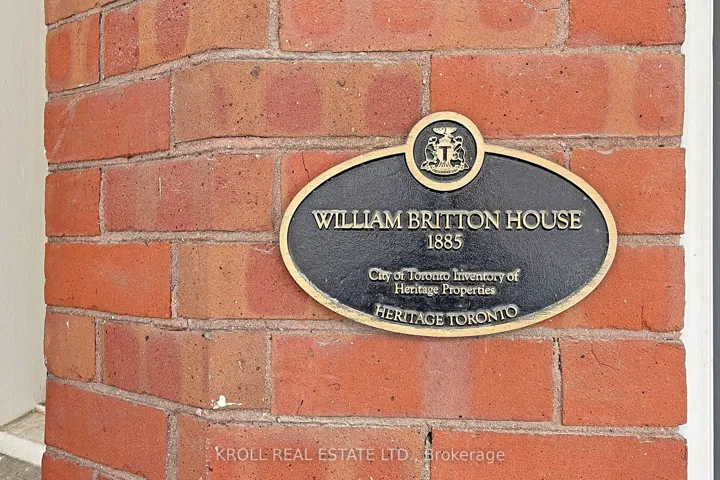 T
WILLIAM BRITTON HOUSE
1885
City of Toronto Inventory of
Heritage Properties
HERITAGE TORONTO
KROLL REAL ESTATE LTD., Brokerage